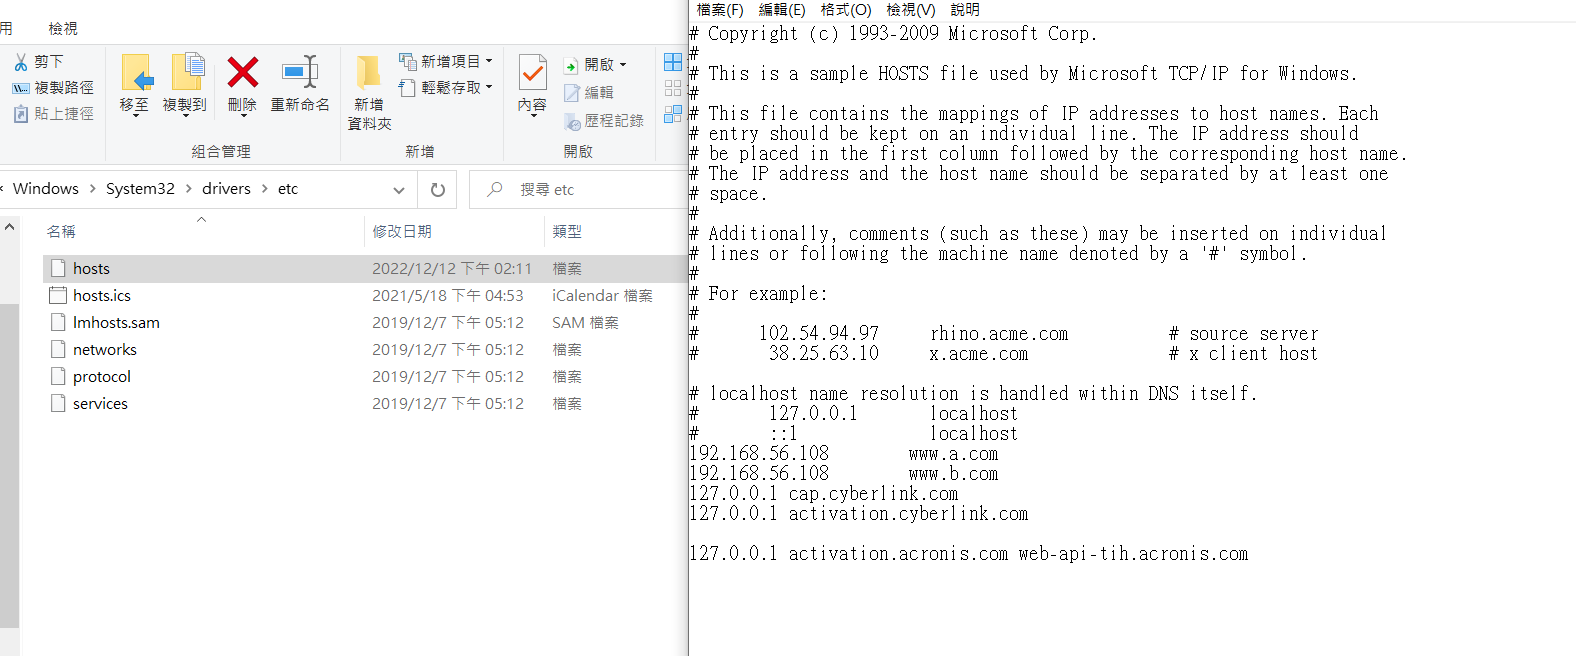 用 檢視
剪下
複製路徑
貼上捷徑
移至
複製到
刪除
重新命名
組合管理
新增
資料夾
新增項目
輕鬆存取
新增
內容
開啟
編輯
歷程記錄
開啟
Windows > System32 > drivers > etc
搜尋 etc
名稱 修改日期 類型
hosts 2022/12/12 下午 02:11 檔案
hosts.ics 2021/5/18 下午 04:53 iCalendar 檔案
lmhosts.sam 2019/12/7 下午 05:12 SAM 檔案
networks 2019/12/7 下午 05:12 檔案
protocol 2019/12/7 下午 05:12 檔案
services 2019/12/7 下午 05:12 檔案
檔案(F) 編輯(E) 格式(O) 檢視(V) 說明
# Copyright (c) 1993-2009 Microsoft Corp.
#
# This is a sample HOSTS file used by Microsoft TCP/IP for Windows.
#
# This file contains the mappings of IP addresses to host names. Each
# entry should be kept on an individual line. The IP address should
# be placed in the first column followed by the corresponding host name.
# The IP address and the host name should be separated by at least one
# space.
#
# Additionally, comments (such as these) may be inserted on individual
# lines or following the machine name denoted by a '#' symbol.
#
# For example:
#
# 102.54.94.97 rhino.acme.com # source server
# 38.25.63.10 x.acme.com # x client host
# localhost name resolution is handled within DNS itself.
# 127.0.0.1 localhost
# ::1 localhost
192.168.56.108 www.a.com
192.168.56.108 www.b.com
127.0.0.1 cap.cyberlink.com
127.0.0.1 activation.cyberlink.com
127.0.0.1 activation.acronis.com web-api-tih.acronis.com